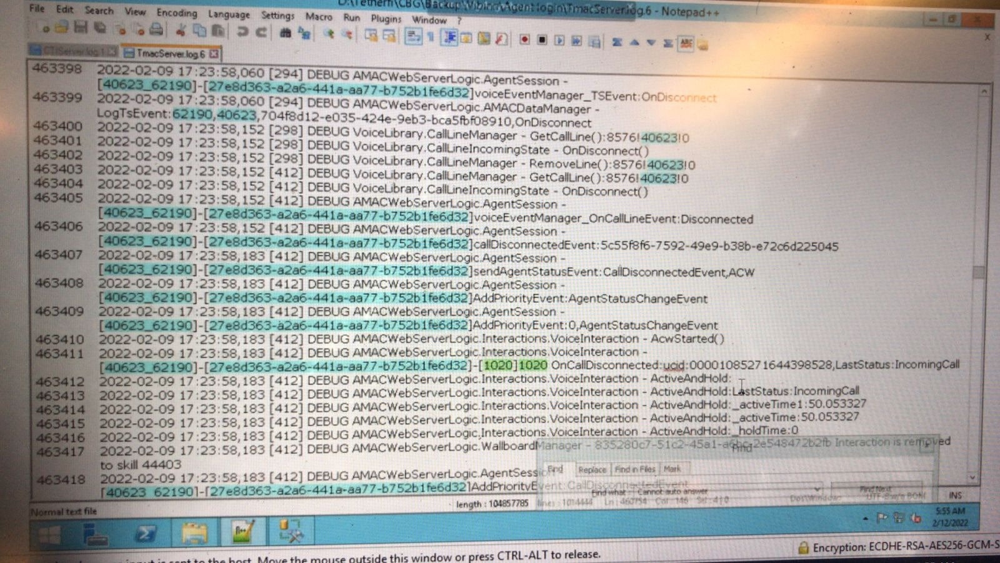 D:\Tetherfi\CBG\Backup\Vibino\Agent login\TmacServer.log.6 - Notepad++
File Edit Search View Encoding Language Settings Macro Run Plugins Window ?
CTIServer.log.1 TmacServer.log.6
463398 2022-02-09 17:23:58,060 [294] DEBUG AMACWebServerLogic.AgentSession -
[40623_62190]-[27e8d363-a2a6-441a-aa77-b752b1fe6d32]voiceEventManager_TSEvent:OnDisconnect
463399 2022-02-09 17:23:58,060 [294] DEBUG AMACWebServerLogic.AMACDataManager -
LogTsEvent:62190,40623,704f8d12-e035-424e-9eb3-bca5fbf08910,OnDisconnect
463400 2022-02-09 17:23:58,152 [298] DEBUG VoiceLibrary.CallLineManager - GetCallLine():8576!40623!0
463401 2022-02-09 17:23:58,152 [298] DEBUG VoiceLibrary.CallLineIncomingState - OnDisconnect()
463402 2022-02-09 17:23:58,152 [298] DEBUG VoiceLibrary.CallLineManager - RemoveLine():8576!40623!0
463403 2022-02-09 17:23:58,152 [412] DEBUG VoiceLibrary.CallLineManager - GetCallLine():8576!40623!0
463404 2022-02-09 17:23:58,152 [412] DEBUG VoiceLibrary.CallLineIncomingState - OnDisconnect()
463405 2022-02-09 17:23:58,152 [412] DEBUG AMACWebServerLogic.AgentSession -
[40623_62190]-[27e8d363-a2a6-441a-aa77-b752b1fe6d32]voiceEventManager_OnCallLineEvent:Disconnected
463406 2022-02-09 17:23:58,152 [412] DEBUG AMACWebServerLogic.AgentSession -
[40623_62190]-[27e8d363-a2a6-441a-aa77-b752b1fe6d32]callDisconnectedEvent:5c55f8f6-7592-49e9-b38b-e72c6d225045
463407 2022-02-09 17:23:58,183 [412] DEBUG AMACWebServerLogic.AgentSession -
[40623_62190]-[27e8d363-a2a6-441a-aa77-b752b1fe6d32]sendAgentStatusEvent:CallDisconnectedEvent,ACW
463408 2022-02-09 17:23:58,183 [412] DEBUG AMACWebServerLogic.AgentSession -
[40623_62190]-[27e8d363-a2a6-441a-aa77-b752b1fe6d32]AddPriorityEvent:AgentStatusChangeEvent
463409 2022-02-09 17:23:58,183 [412] DEBUG AMACWebServerLogic.AgentSession -
[40623_62190]-[27e8d363-a2a6-441a-aa77-b752b1fe6d32]AddPriorityEvent:0,AgentStatusChangeEvent
463410 2022-02-09 17:23:58,183 [412] DEBUG AMACWebServerLogic.Interactions.VoiceInteraction - AcwStarted()
463411 2022-02-09 17:23:58,183 [412] DEBUG AMACWebServerLogic.Interactions.VoiceInteraction -
[40623_62190]-[27e8d363-a2a6-441a-aa77-b752b1fe6d32]-[1020]1020 OnCallDisconnected:ucid:00001085271644398528,LastStatus:IncomingCall
463412 2022-02-09 17:23:58,183 [412] DEBUG AMACWebServerLogic.Interactions.VoiceInteraction - ActiveAndHold:
463413 2022-02-09 17:23:58,183 [412] DEBUG AMACWebServerLogic.Interactions.VoiceInteraction - ActiveAndHold:LastStatus:IncomingCall
463414 2022-02-09 17:23:58,183 [412] DEBUG AMACWebServerLogic.Interactions.VoiceInteraction - ActiveAndHold:_activeTime1:50.053327
463415 2022-02-09 17:23:58,183 [412] DEBUG AMACWebServerLogic.Interactions.VoiceInteraction - ActiveAndHold:_activeTime:50.053327
463416 2022-02-09 17:23:58,183 [412] DEBUG AMACWebServerLogic.Interactions.VoiceInteraction - ActiveAndHold:_holdTime:0
463417 2022-02-09 17:23:58,183 [412] DEBUG AMACWebServerLogic.WallboardManager - 835280c7-51c2-45a1-a6bc-2e548472b2fb Interaction is removed
Find
to skill 44403
Find Replace Find in Files Mark
463418 2022-02-09 17:23:58,183 [412] DEBUG AMACWebServerLogic.AgentSession
[40623_62190]-[27e8d363-a2a6-441a-aa77-b752b1fe6d32]AddPriorityEvent:CallDisconnectedEvent
Find what : Cannot auto answer Find Next
Normal text file length : 104857785 INS
5:55 AM
2/12/2022
input is sent to the host. Move the mouse outside this window or press CTRL-ALT to release.
Encryption: ECDHE-RSA-AES256-GCM-S